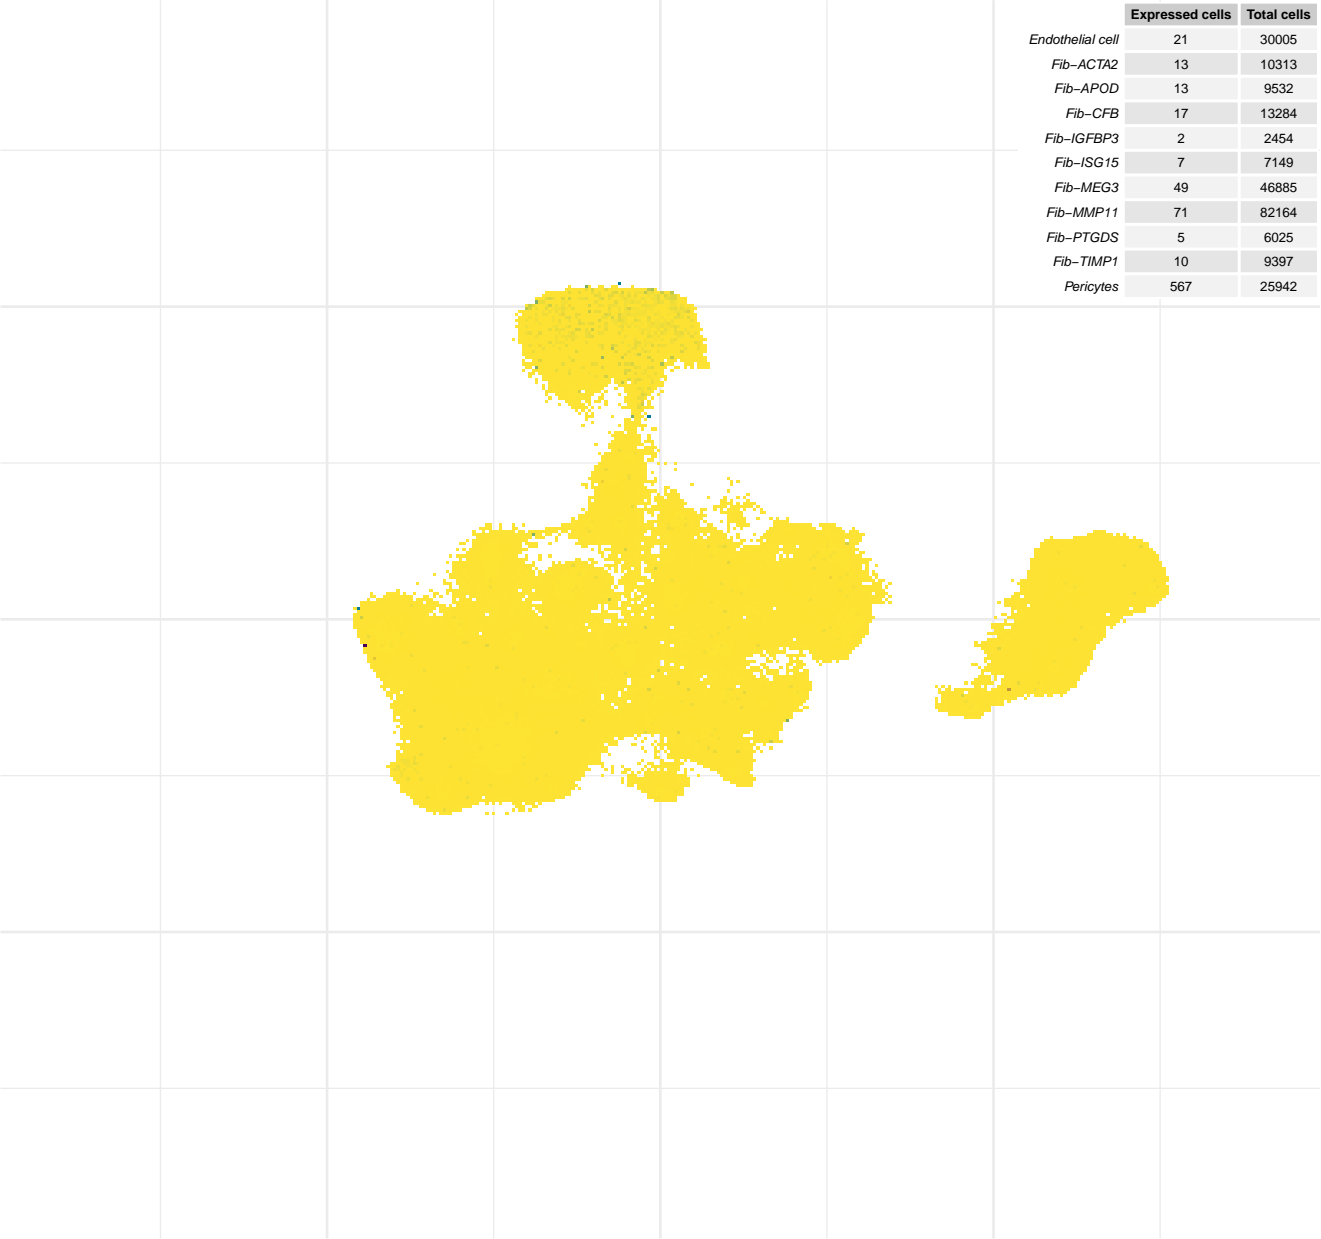 Expressed cells Total cells
Endothelial cell 21 30005
Fib−ACTA2 13 10313
Fib−APOD 13 9532
Fib−CFB 17 13284
Fib−IGFBP3 2 2454
Fib−ISG15 7 7149
Fib−MEG3 49 46885
Fib−MMP11 71 82164
Fib−PTGDS 5 6025
Fib−TIMP1 10 9397
Pericytes 567 25942